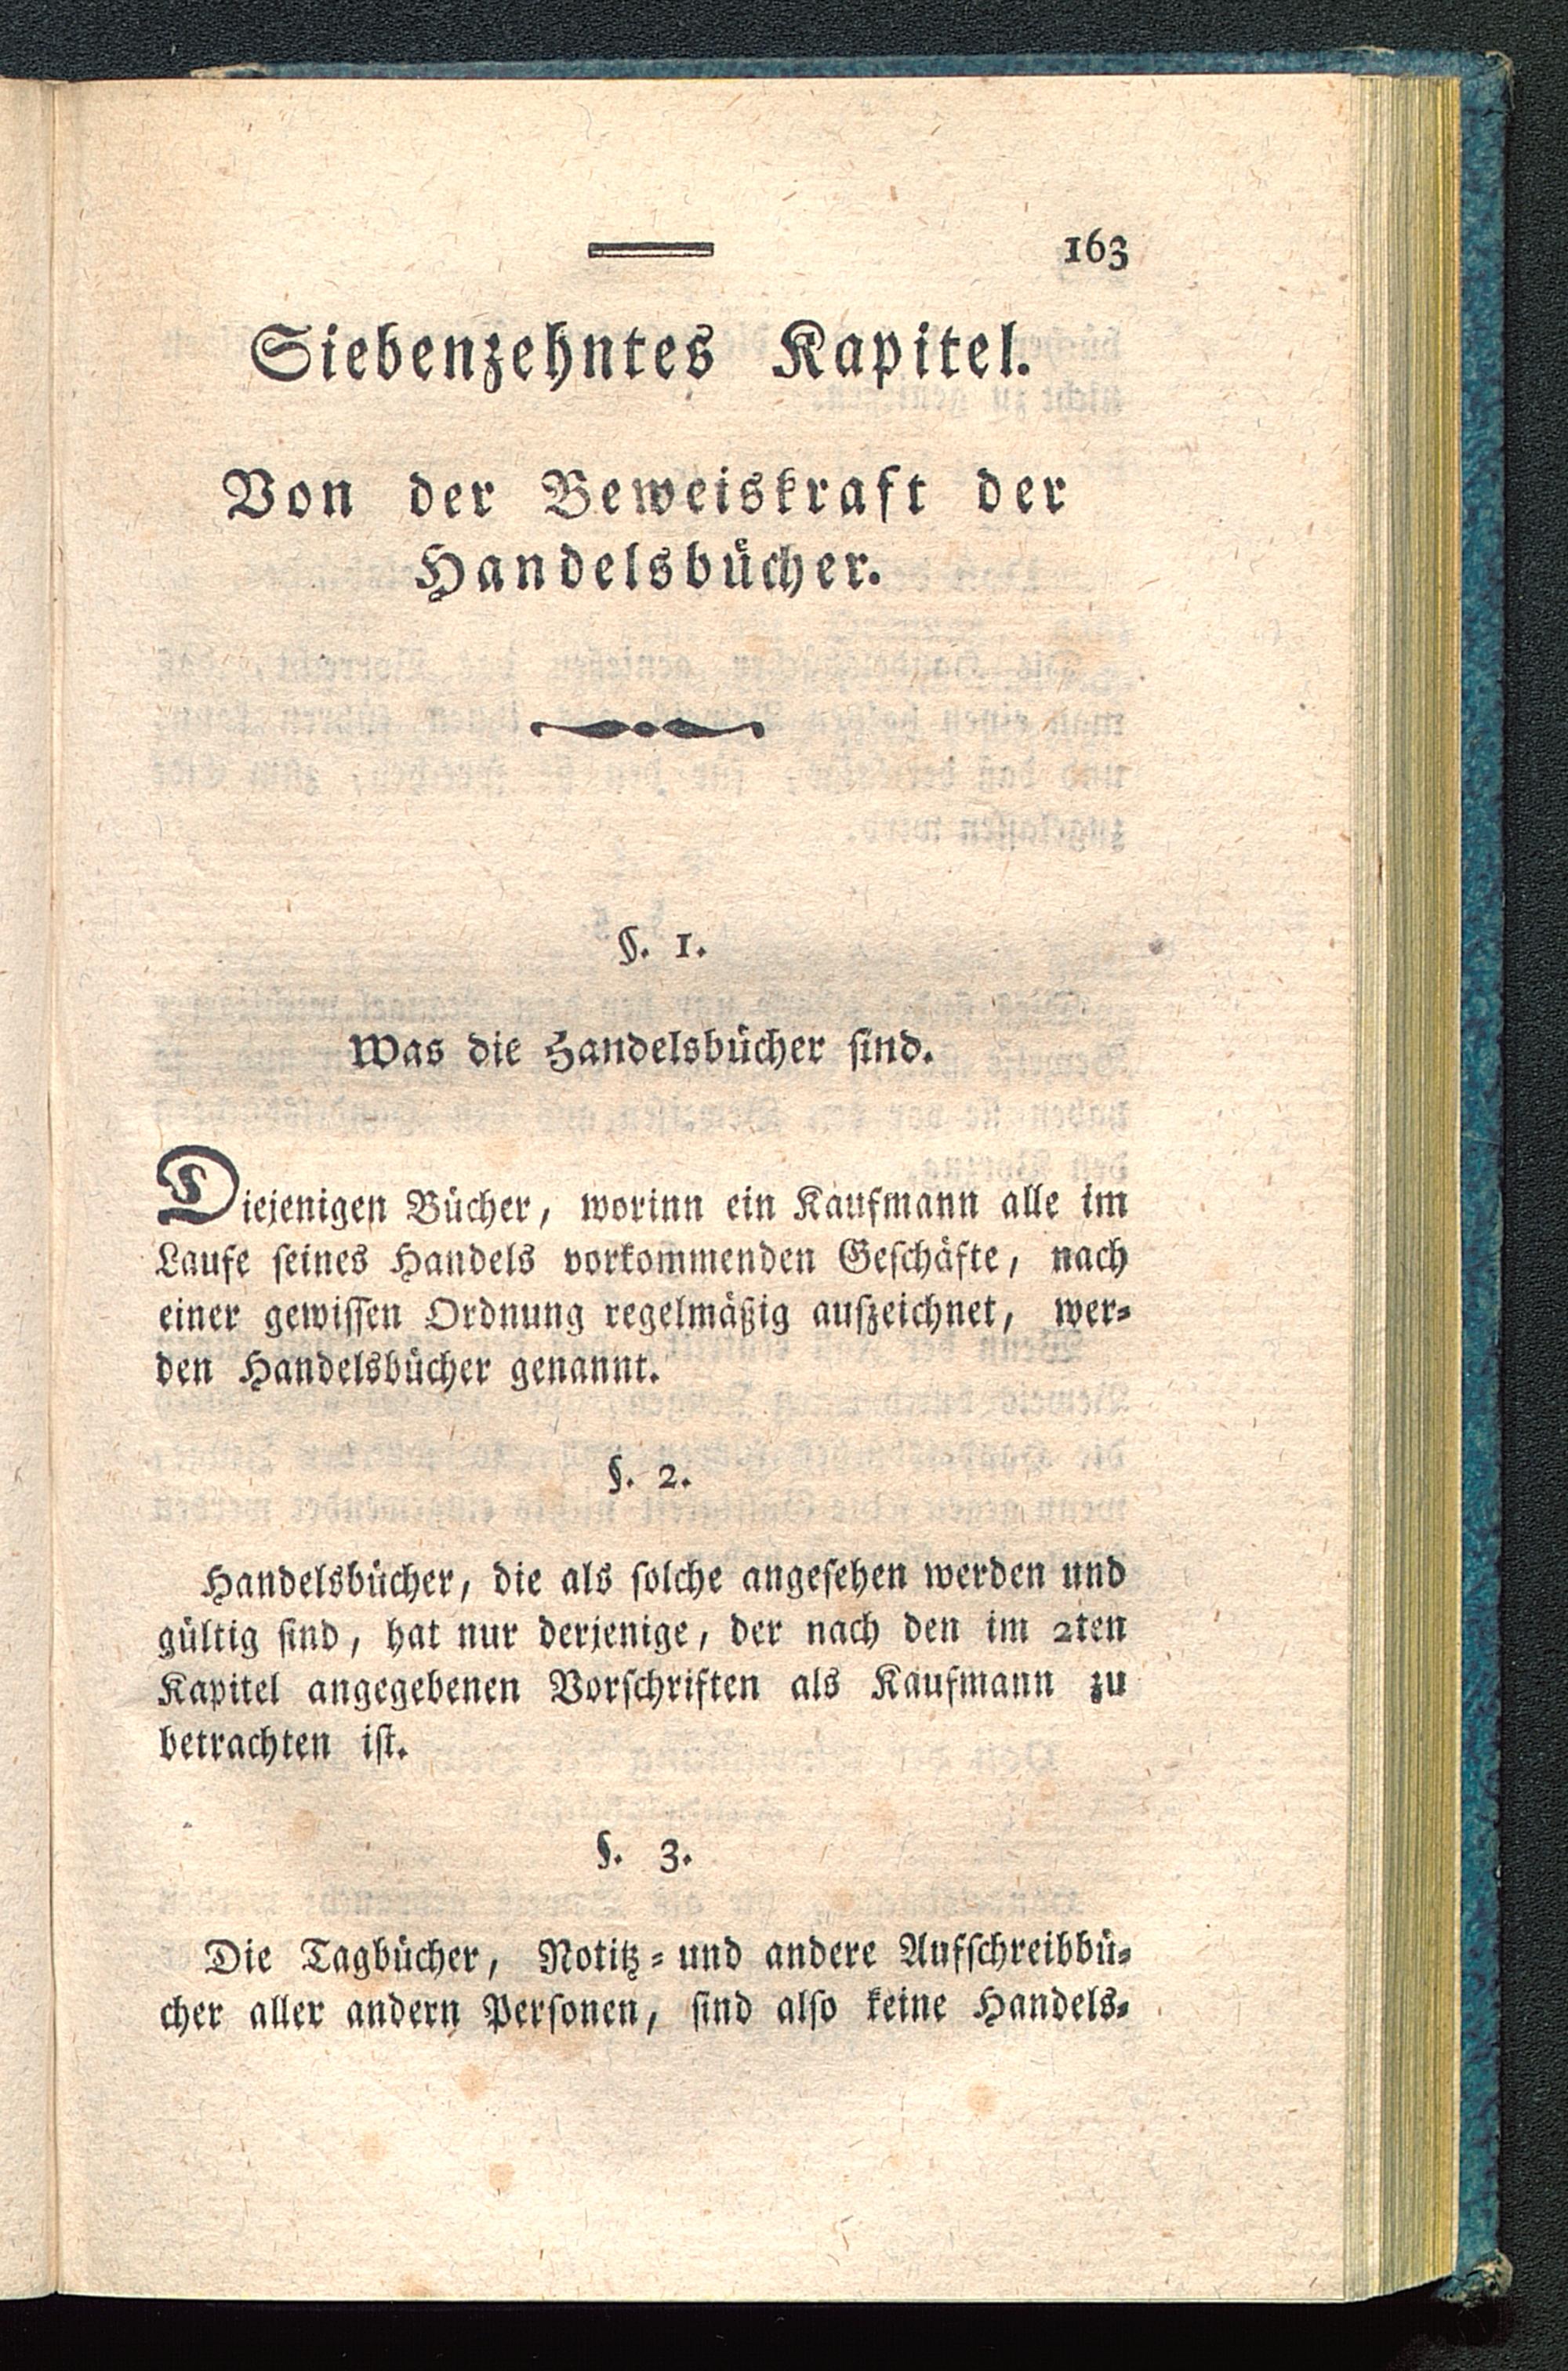 163
Siebenzehntes Kapitel.
Von der Beweiskraft der
Handelsbücher.
§. 1.
Was die Handelsbücher sind.
Diejenigen Bücher, worinn ein Kaufmann alle im
Laufe seines Handels vorkommenden Geschäfte, nach
einer gewissen Ordnung regelmäßig aufzeichnet, wer-
den Handelsbücher genannt.
§. 2.
Handelsbücher, die als solche angesehen werden und
gültig sind, hat nur derjenige, der nach den im 2ten
Kapitel angegebenen Vorschriften als Kaufmann zu
betrachten ist.
§. 3.
Die Tagbücher, Notitz- und andere Aufschreibbü-
cher aller andern Personen, sind also keine Handels-